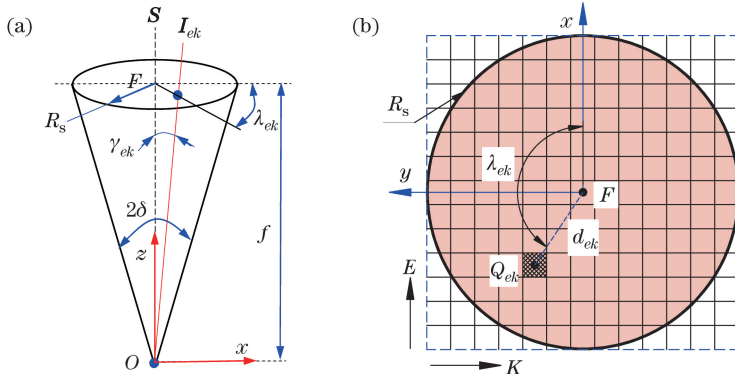 (a)
S
I_ek
F
R_s
λ_ek
γ_ek
2δ
f
z
O
x
(b)
x
R_s
λ_ek
y
F
d_ek
Q_ek
E
K